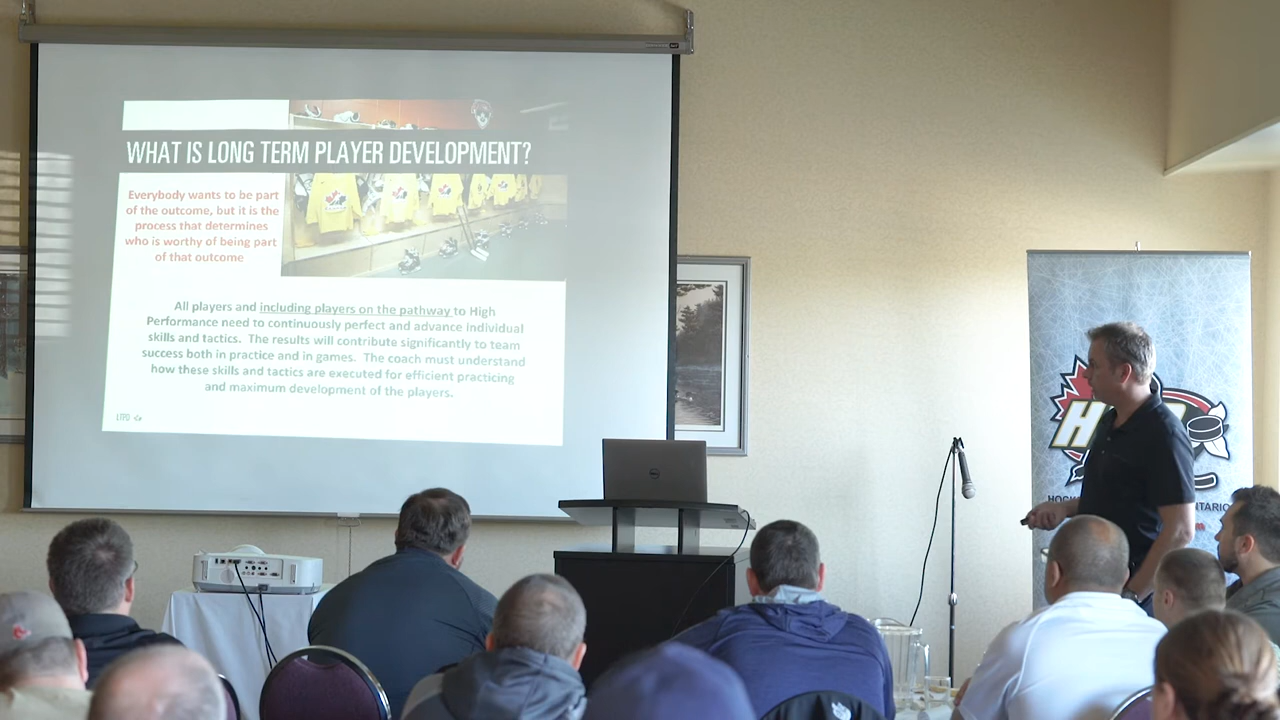 WHAT IS LONG TERM PLAYER DEVELOPMENT?
Everybody wants to be part
of the outcome, but it is the
process that determines
who is worthy of being part
of that outcome
All players and including players on the pathway to High
Performance need to continuously perfect and advance individual
skills and tactics. The results will contribute significantly to team
success both in practice and in games. The coach must understand
how these skills and tactics are executed for efficient practicing
and maximum development of the players.
LTPD
DELL
H
HOC
NTARIO